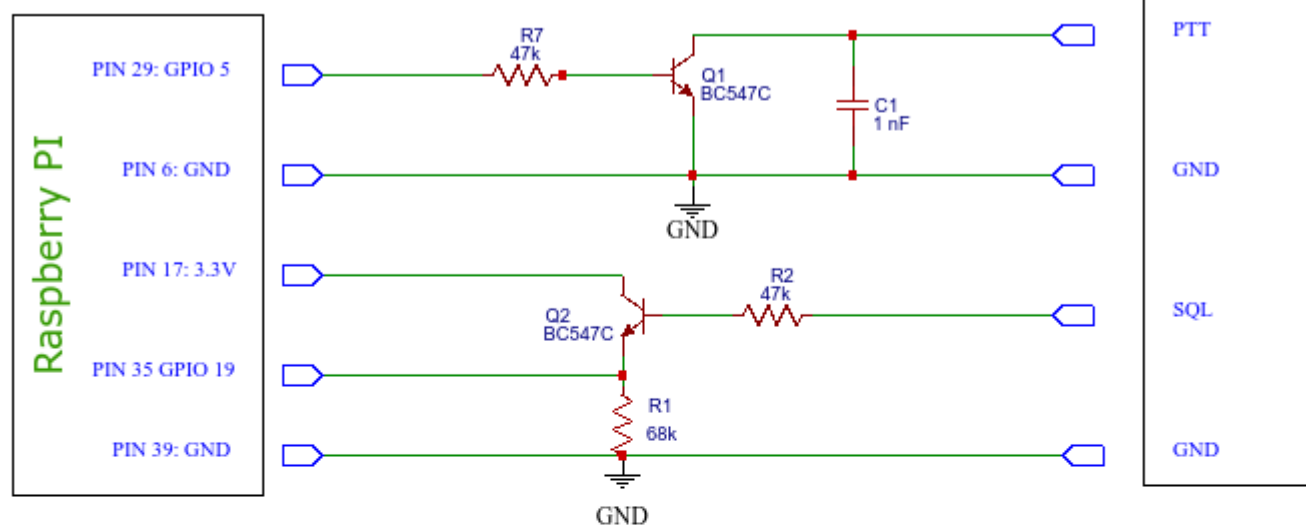 Raspberry PI
PIN 29: GPIO 5
PIN 6: GND
PIN 17: 3.3V
PIN 35 GPIO 19
PIN 39: GND
R7
47k
Q1
BC547C
C1
1 nF
GND
R2
47k
Q2
BC547C
R1
68k
GND
PTT
GND
SQL
GND